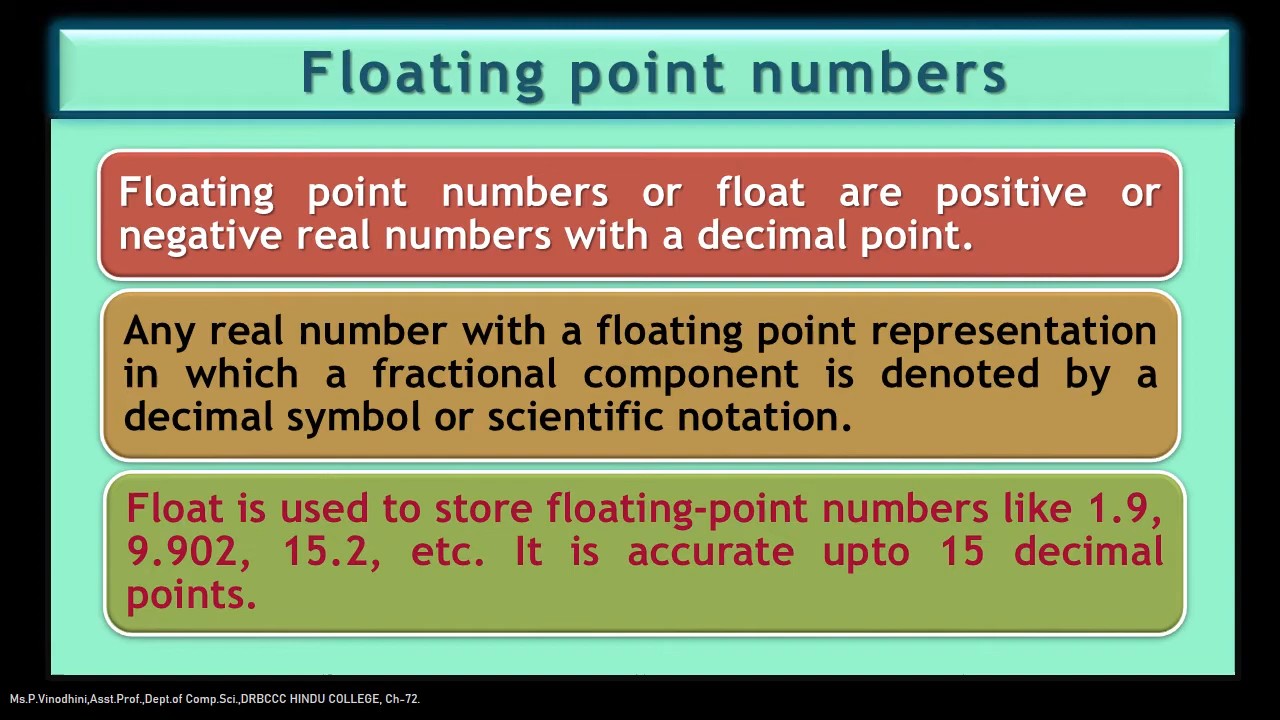 Floating point numbers
Floating point numbers or float are positive or
negative real numbers with a decimal point.
Any real number with a floating point representation
in which a fractional component is denoted by a
decimal symbol or scientific notation.
Float is used to store floating-point numbers like 1.9,
9.902, 15.2, etc. It is accurate upto 15 decimal
points.
Ms.P.Vinodhini,Asst.Prof.,Dept.of Comp.Sci.,DRBCCC HINDU COLLEGE, Ch-72.